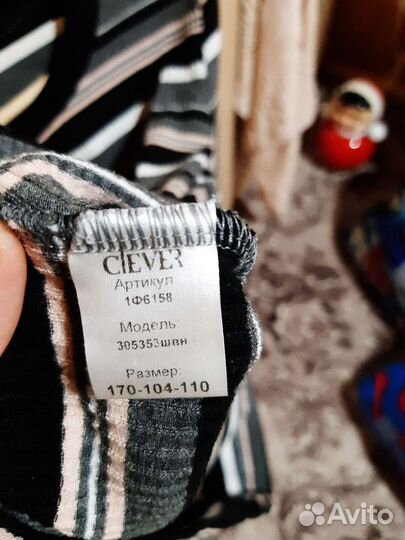 CLEVER
Артикул
1Ф6158
Модель:
305353швн
Размер:
170-104-110
Avito